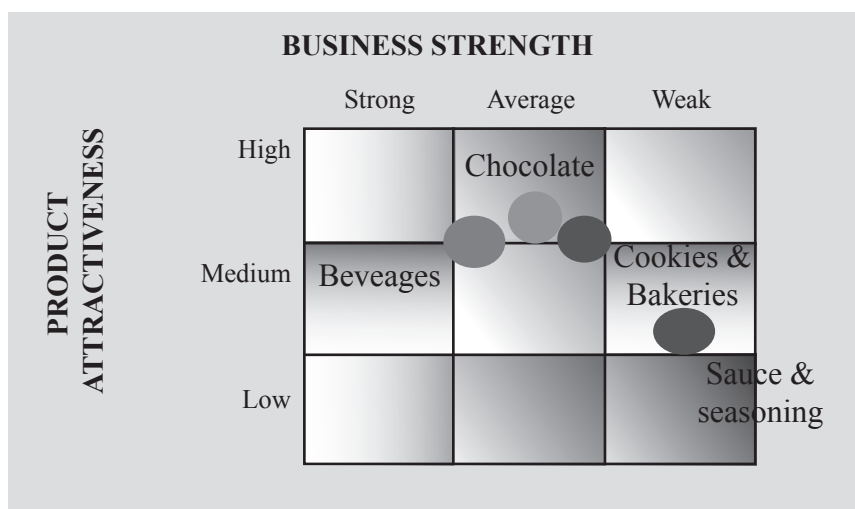 BUSINESS STRENGTH
Strong Average Weak
PRODUCT
ATTRACTIVENESS
High
Chocolate
Medium
Beveages
Cookies &
Bakeries
Low
Sauce &
seasoning